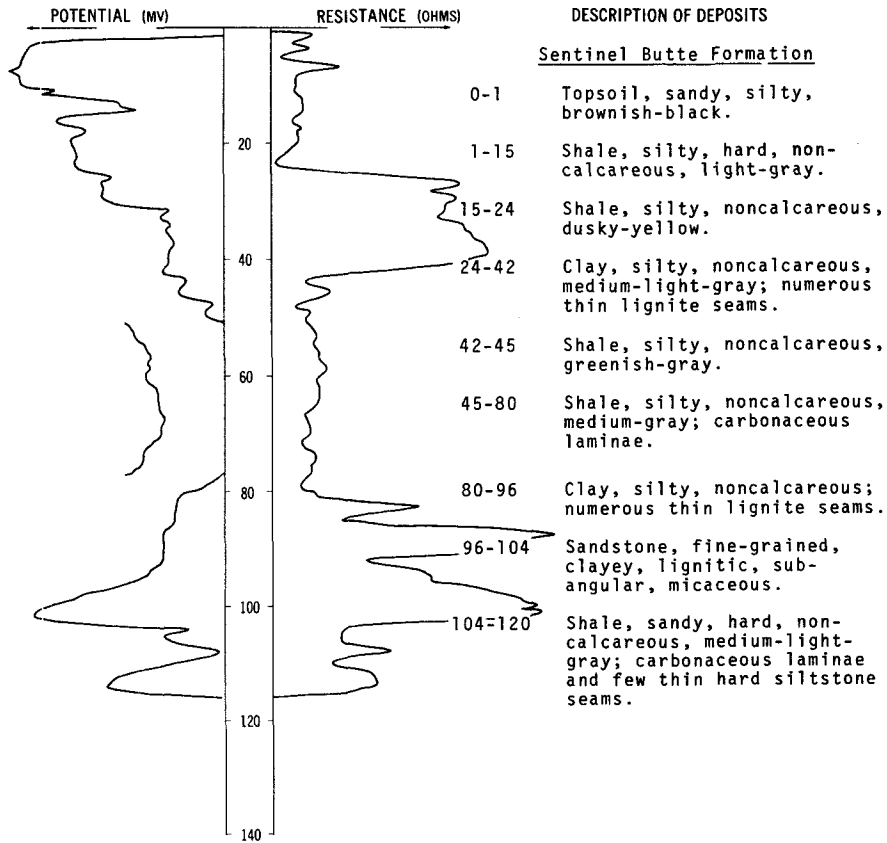 POTENTIAL (MV)
RESISTANCE (OHMS)
DESCRIPTION OF DEPOSITS
Sentinel Butte Formation
0-1 Topsoil, sandy, silty,
brownish-black.
1-15 Shale, silty, hard, non-
calcareous, light-gray.
15-24 Shale, silty, noncalcareous,
dusky-yellow.
24-42 Clay, silty, noncalcareous,
medium-light-gray; numerous
thin lignite seams.
42-45 Shale, silty, noncalcareous,
greenish-gray.
45-80 Shale, silty, noncalcareous,
medium-gray; carbonaceous
laminae.
80-96 Clay, silty, noncalcareous;
numerous thin lignite seams.
96-104 Sandstone, fine-grained,
clayey, lignitic, sub-
angular, micaceous.
104=120 Shale, sandy, hard, non-
calcareous, medium-light-
gray; carbonaceous laminae
and few thin hard siltstone
seams.
20
40
60
80
100
120
140